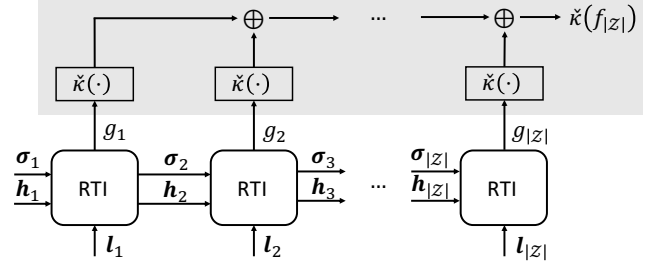 ⊕ ... ⊕ κ̌(f_{|𝒵|})
κ̌(·) κ̌(·) κ̌(·)
g_1 g_2 g_{|𝒵|}
σ_1 σ_2 σ_3 σ_{|𝒵|}
RTI RTI ... RTI
h_1 h_2 h_3 h_{|𝒵|}
l_1 l_2 l_{|𝒵|}